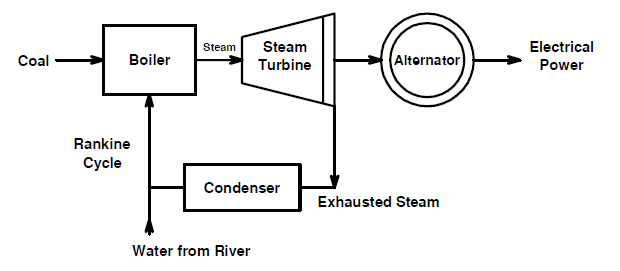 Coal
Boiler
Steam
Steam
Turbine
Alternator
Electrical
Power
Rankine
Cycle
Condenser
Exhausted Steam
Water from River